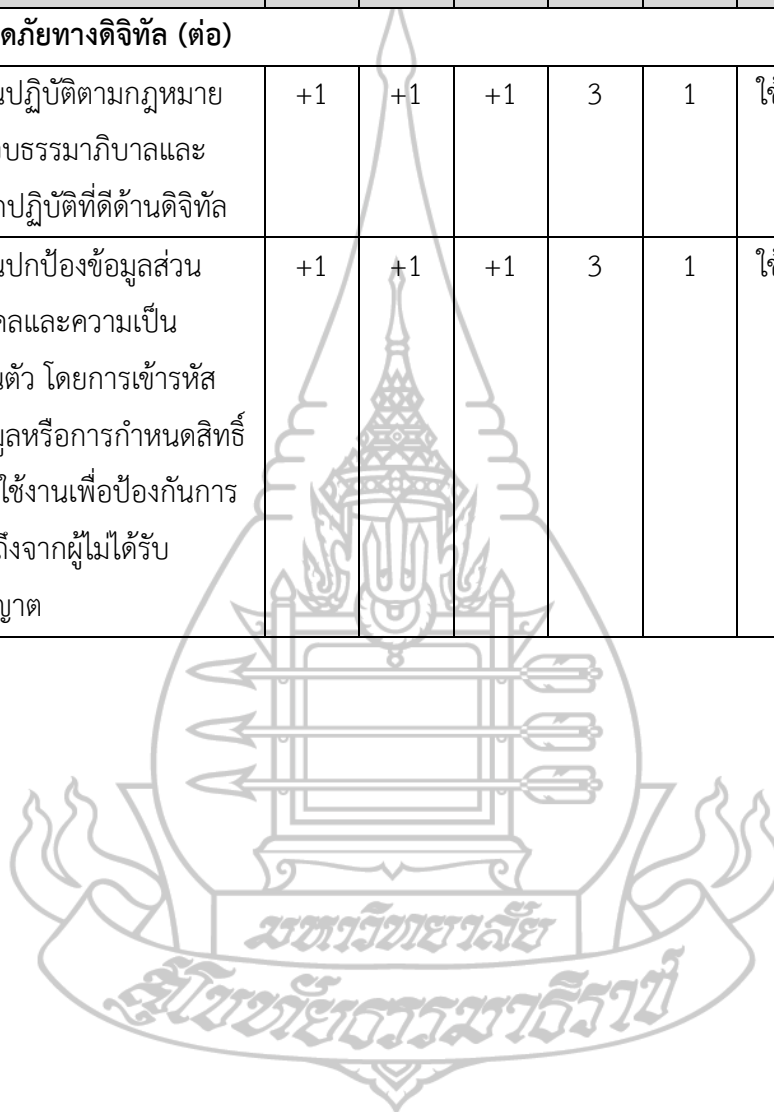 ดภัยทางดิจิทัล (ต่อ)
นปฏิบัติตามกฎหมาย +1 +1 +1 3 1 ใช้
อบธรรมาภิบาลและ
กปฏิบัติที่ดีด้านดิจิทัล
นปกป้องข้อมูลส่วน +1 +1 +1 3 1 ใช้
คลและความเป็น
นตัว โดยการเข้ารหัส
มูลหรือการกำหนดสิทธิ์
ใช้งานเพื่อป้องกันการ
ถึงจากผู้ไม่ได้รับ
ญาต
มหาวิทยาลัย
สุโขทัยธรรมาธิราช